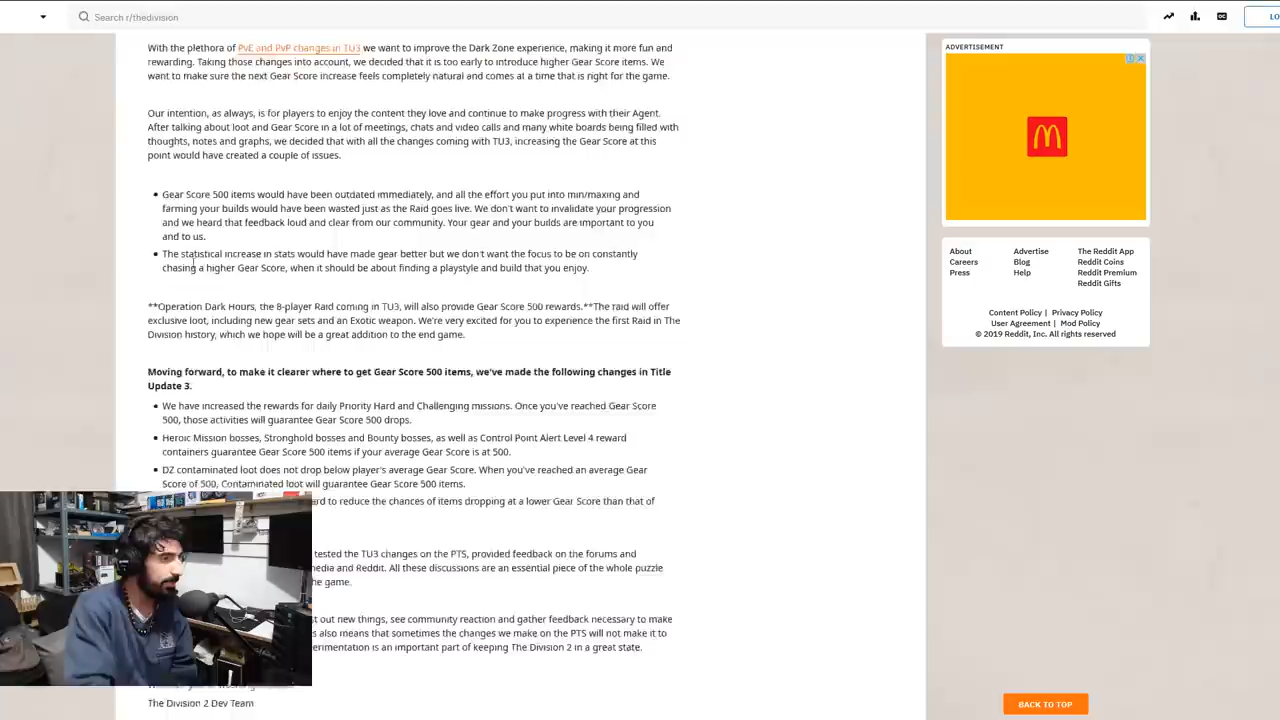 Search r/thedivision
LO
With the plethora of PvE and PvP changes in TU3 we want to improve the Dark Zone experience, making it more fun and
rewarding. Taking those changes into account, we decided that it is too early to introduce higher Gear Score items. We
want to make sure the next Gear Score increase feels completely natural and comes at a time that is right for the game.
Our intention, as always, is for players to enjoy the content they love and continue to make progress with their Agent.
After talking about loot and Gear Score in a lot of meetings, chats and video calls and many white boards being filled with
thoughts, notes and graphs, we decided that with all the changes coming with TU3, increasing the Gear Score at this
point would have created a couple of issues.
Gear Score 500 items would have been outdated immediately, and all the effort you put into min/maxing and
farming your builds would have been wasted just as the Raid goes live. We don't want to invalidate your progression
and we heard that feedback loud and clear from our community. Your gear and your builds are important to you
and to us.
The statistical increase in stats would have made gear better but we don't want the focus to be on constantly
chasing a higher Gear Score, when it should be about finding a playstyle and build that you enjoy.
**Operation Dark Hours, the 8-player Raid coming in TU3, will also provide Gear Score 500 rewards.**The raid will offer
exclusive loot, including new gear sets and an Exotic weapon. We're very excited for you to experience the first Raid in The
Division history, which we hope will be a great addition to the end game.
Moving forward, to make it clearer where to get Gear Score 500 items, we've made the following changes in Title
Update 3.
We have increased the rewards for daily Priority Hard and Challenging missions. Once you've reached Gear Score
500, those activities will guarantee Gear Score 500 drops.
Heroic Mission bosses, Stronghold bosses and Bounty bosses, as well as Control Point Alert Level 4 reward
containers guarantee Gear Score 500 items if your average Gear Score is at 500.
DZ contaminated loot does not drop below player's average Gear Score. When you've reached an average Gear
Score of 500, Contaminated loot will guarantee Gear Score 500 items.
rd to reduce the chances of items dropping at a lower Gear Score than that of
tested the TU3 changes on the PTS, provided feedback on the forums and
media and Reddit. All these discussions are an essential piece of the whole puzzle
the game.
st out new things, see community reaction and gather feedback necessary to make
s also means that sometimes the changes we make on the PTS will not make it to
erimentation is an important part of keeping The Division 2 in a great state.
The Division 2 Dev Team
ADVERTISEMENT
About Advertise The Reddit App
Careers Blog Reddit Coins
Press Help Reddit Premium
Reddit Gifts
Content Policy | Privacy Policy
User Agreement | Mod Policy
© 2019 Reddit, Inc. All rights reserved
BACK TO TOP